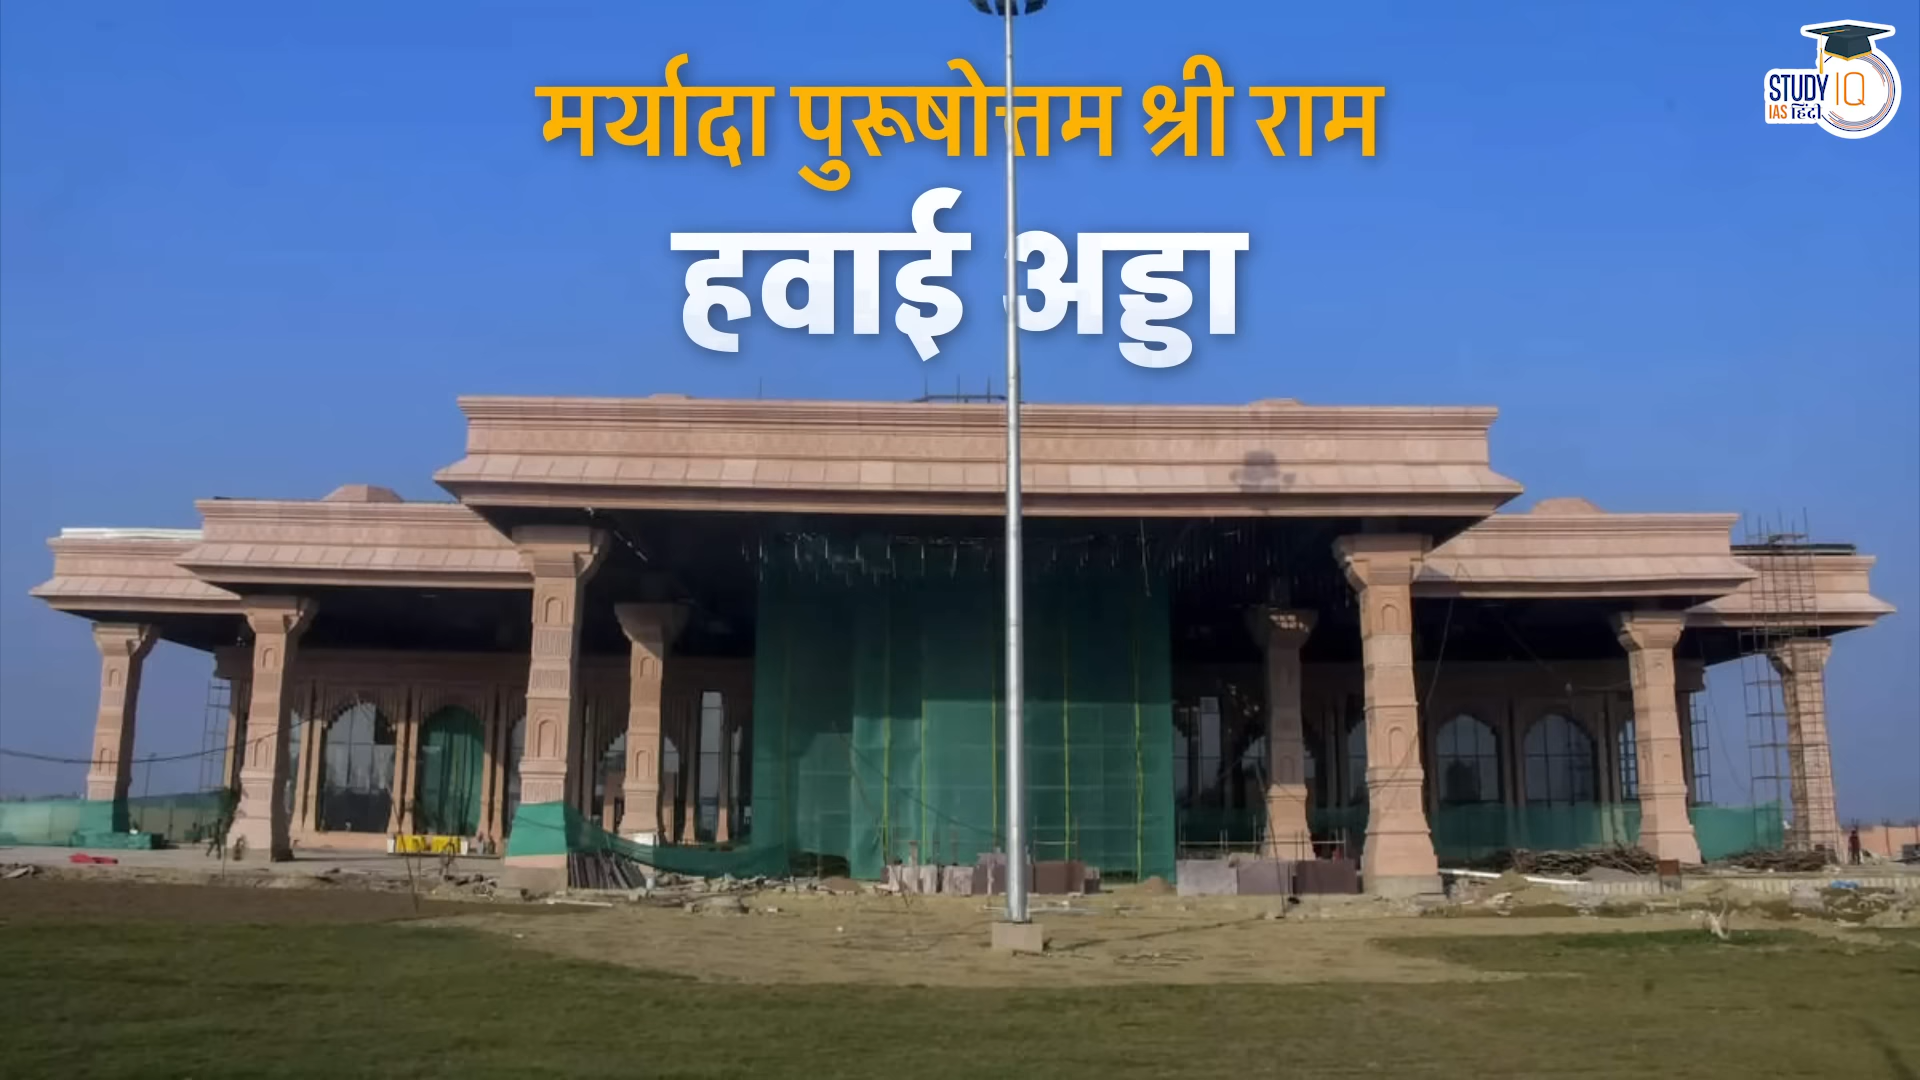 मर्यादा पुरूषोत्तम श्री राम
हवाई अड्डा
STUDY IQ
IAS हिंदी